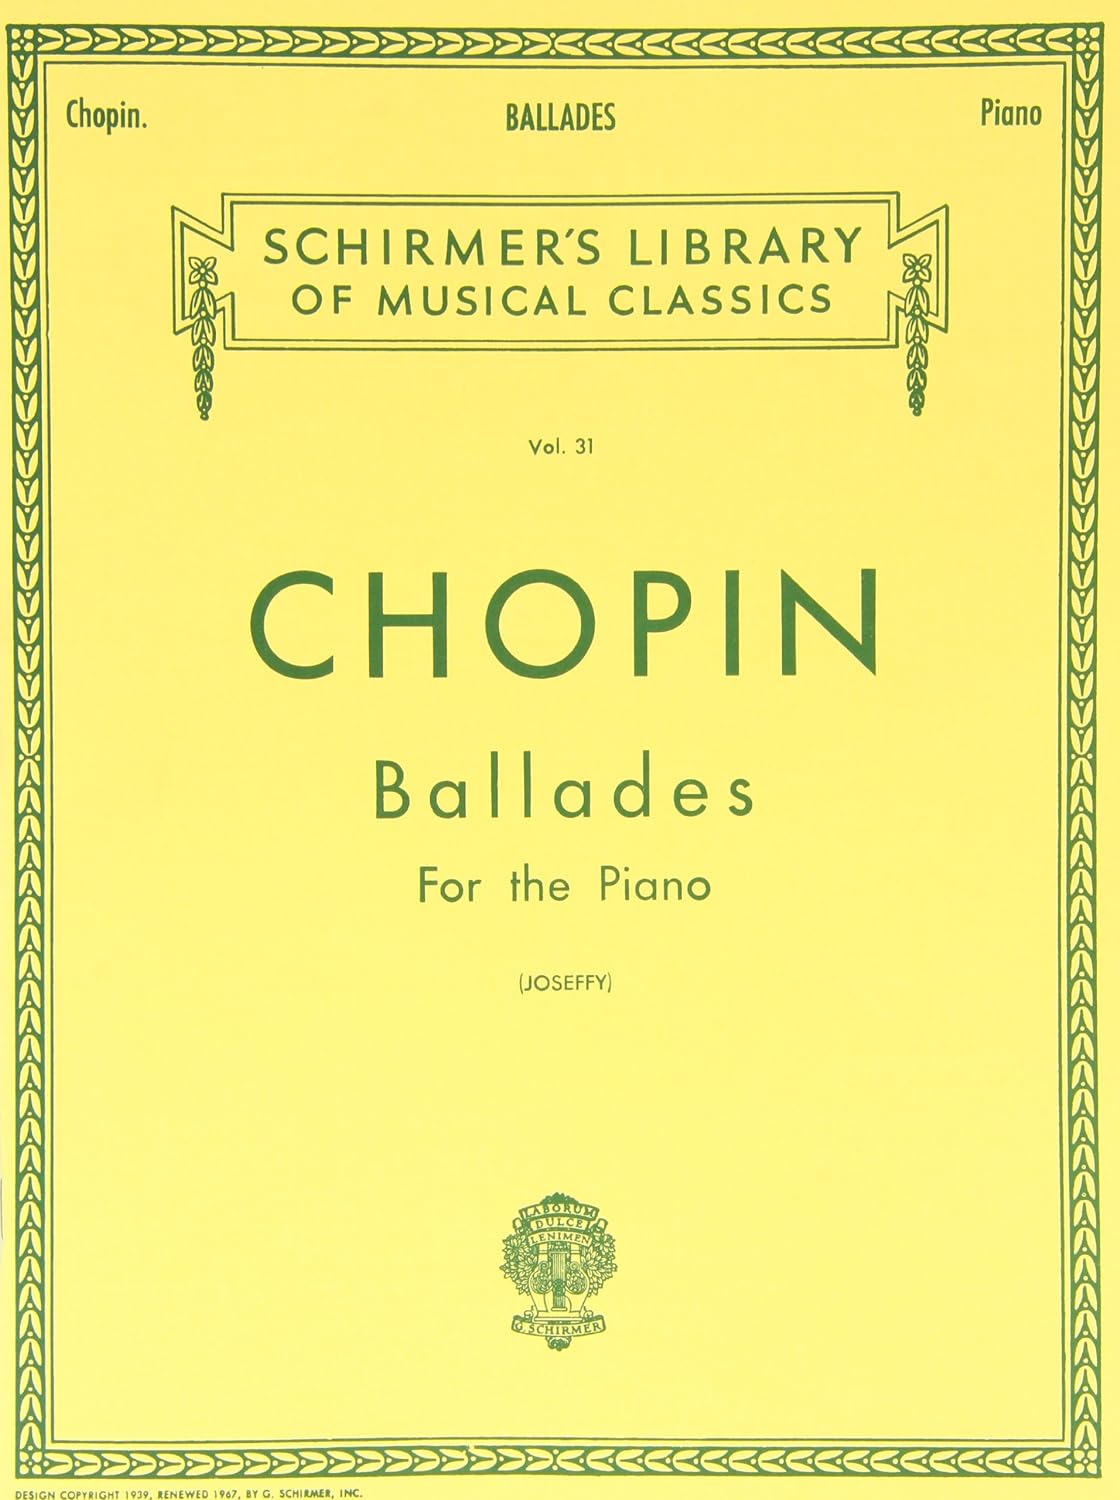 Chopin. BALLADES Piano
SCHIRMER'S LIBRARY
OF MUSICAL CLASSICS
Vol. 31
CHOPIN
Ballades
For the Piano
(JOSEFFY)
LABORUM
DULCE
LENIMEN
G. SCHIRMER
DESIGN COPYRIGHT 1939, RENEWED 1967, BY G. SCHIRMER, INC.